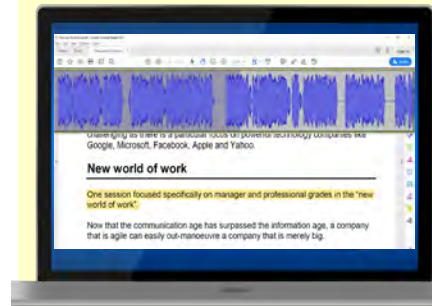 challenging as there is a particular focus on powerful technology companies like
Google, Microsoft, Facebook, Apple and Yahoo.
New world of work
One session focused specifically on manager and professional grades in the "new
world of work".
Now that the communication age has surpassed the information age, a company
that is agile can easily out-manoeuvre a company that is merely big.